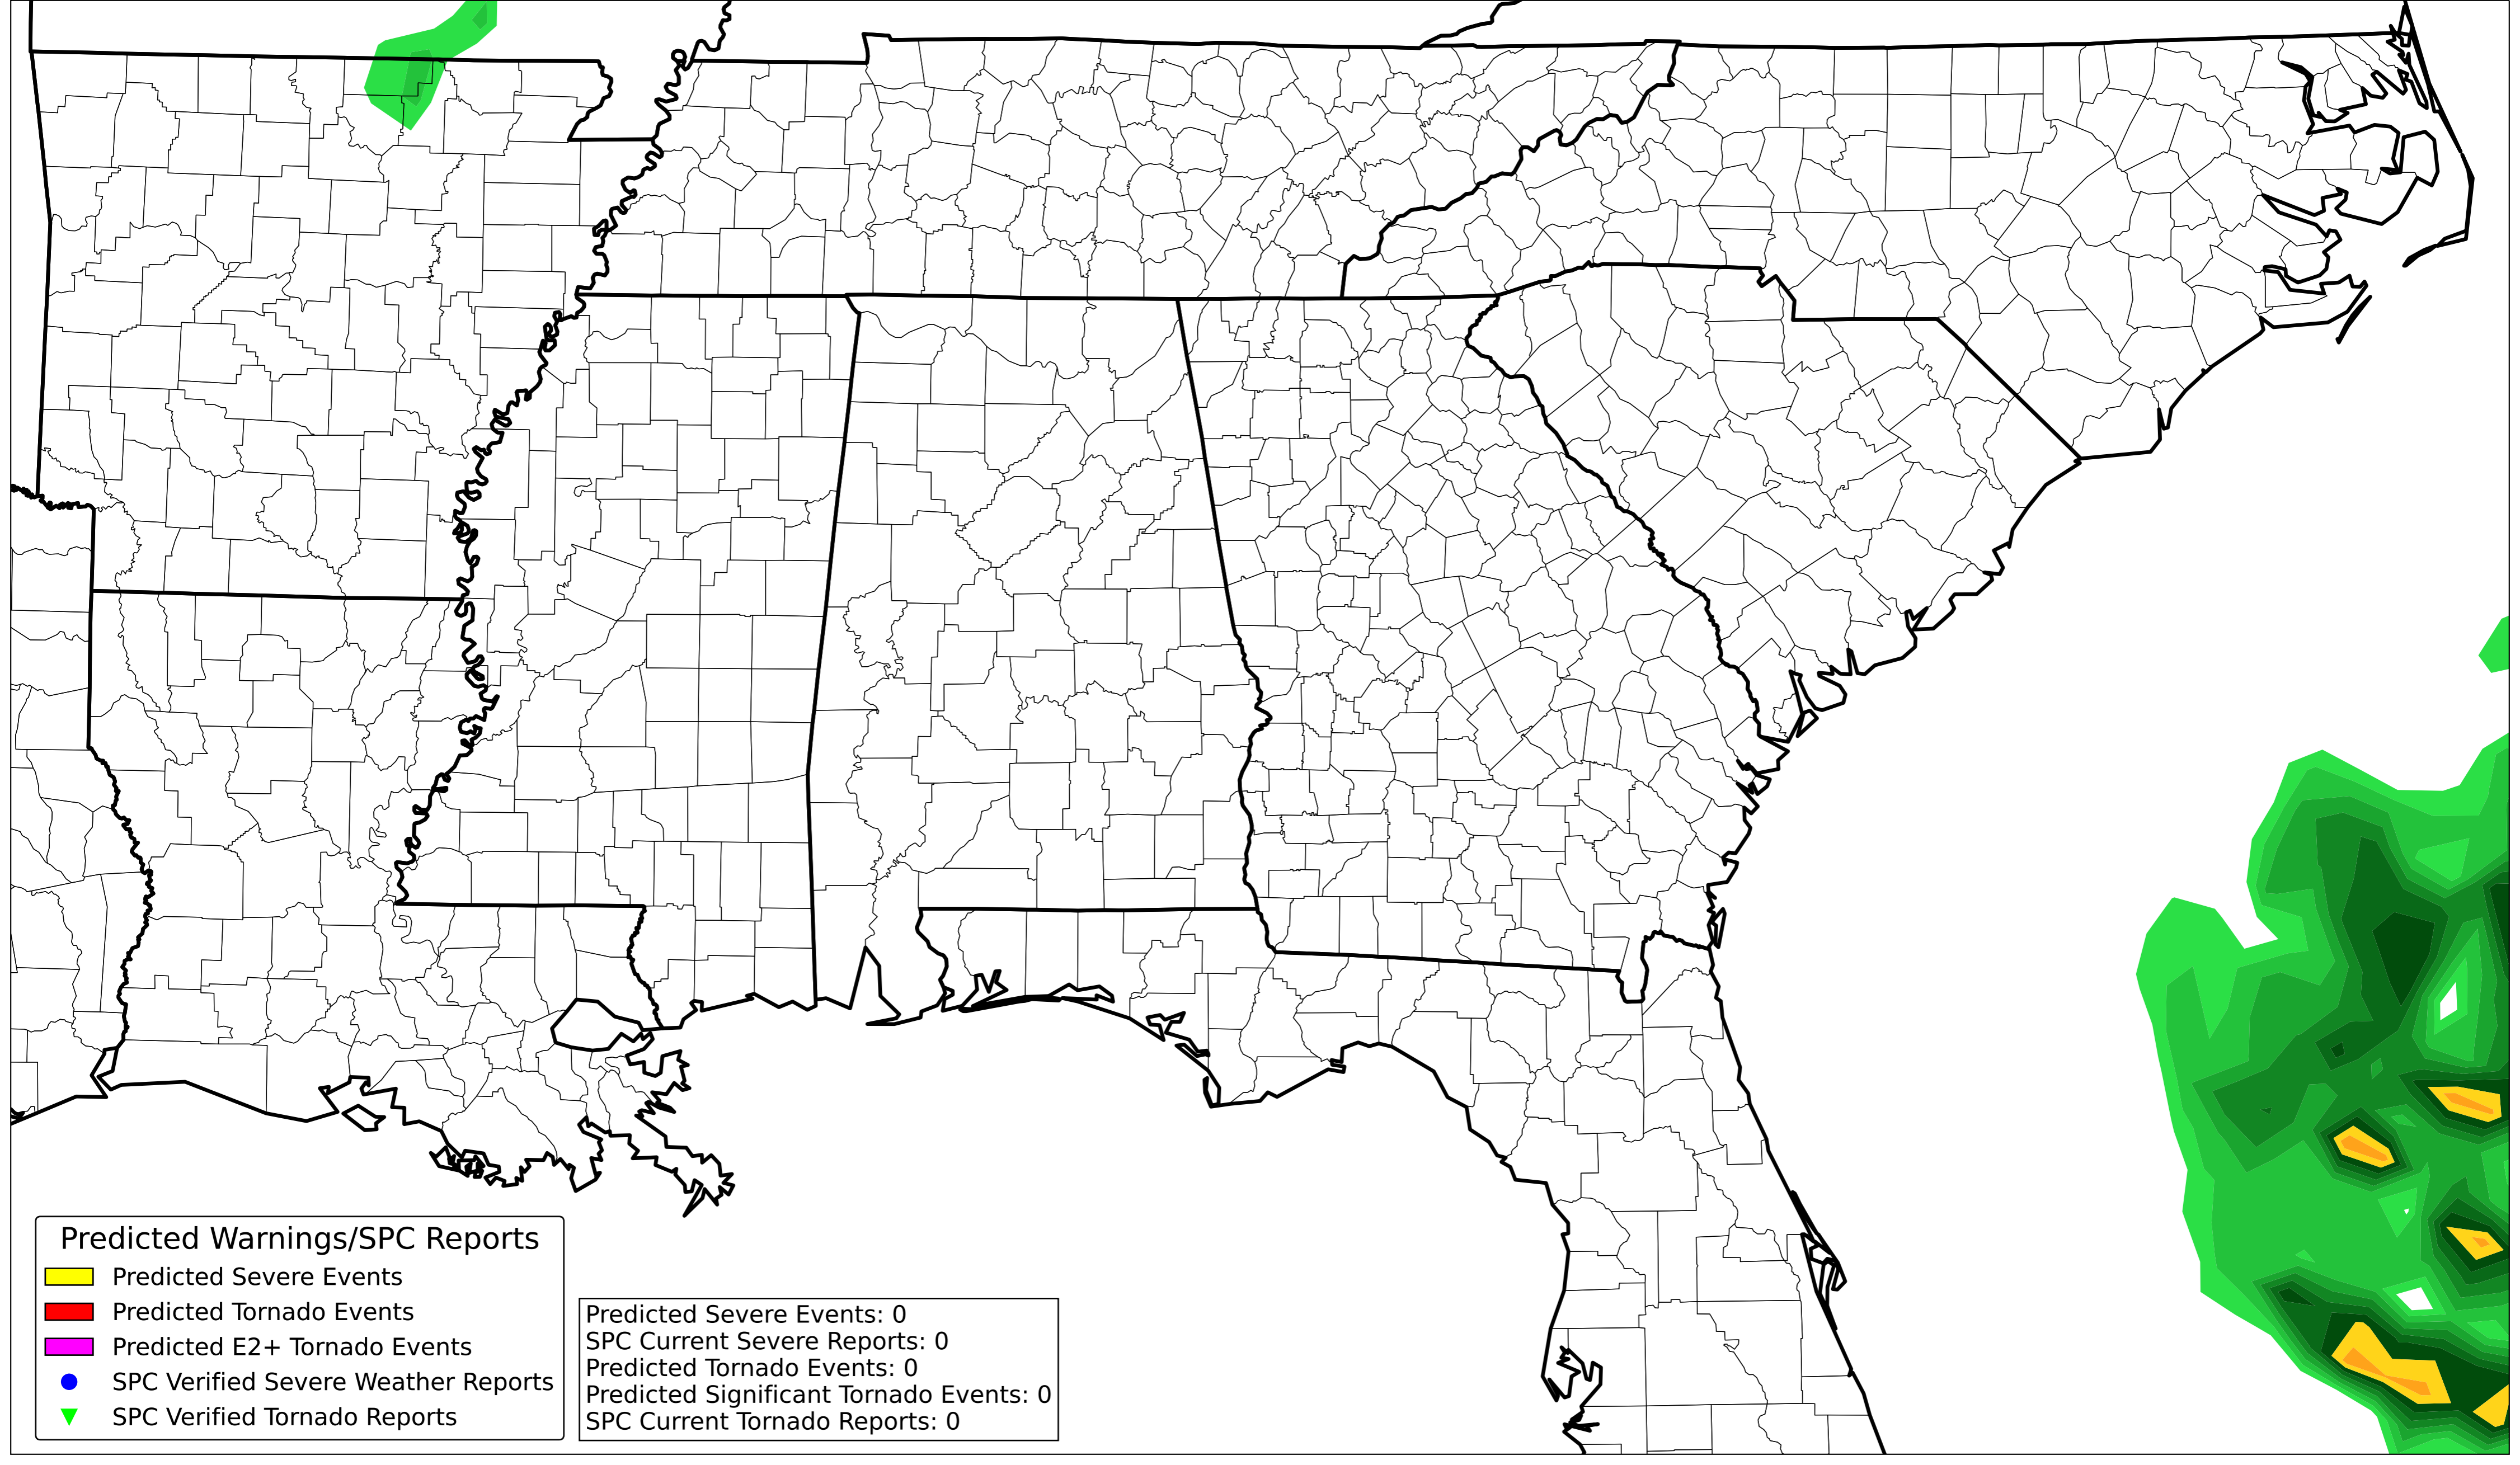 Predicted Warnings/SPC Reports
Predicted Severe Events
Predicted Tornado Events
Predicted E2+ Tornado Events
SPC Verified Severe Weather Reports
SPC Verified Tornado Reports
Predicted Severe Events: 0
SPC Current Severe Reports: 0
Predicted Tornado Events: 0
Predicted Significant Tornado Events: 0
SPC Current Tornado Reports: 0